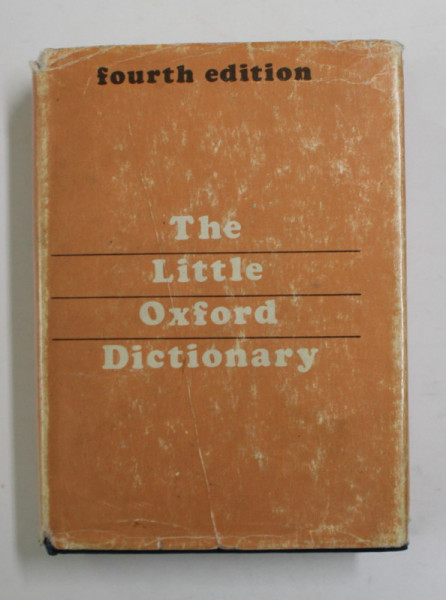 fourth edition
The
Little
Oxford
Dictionary